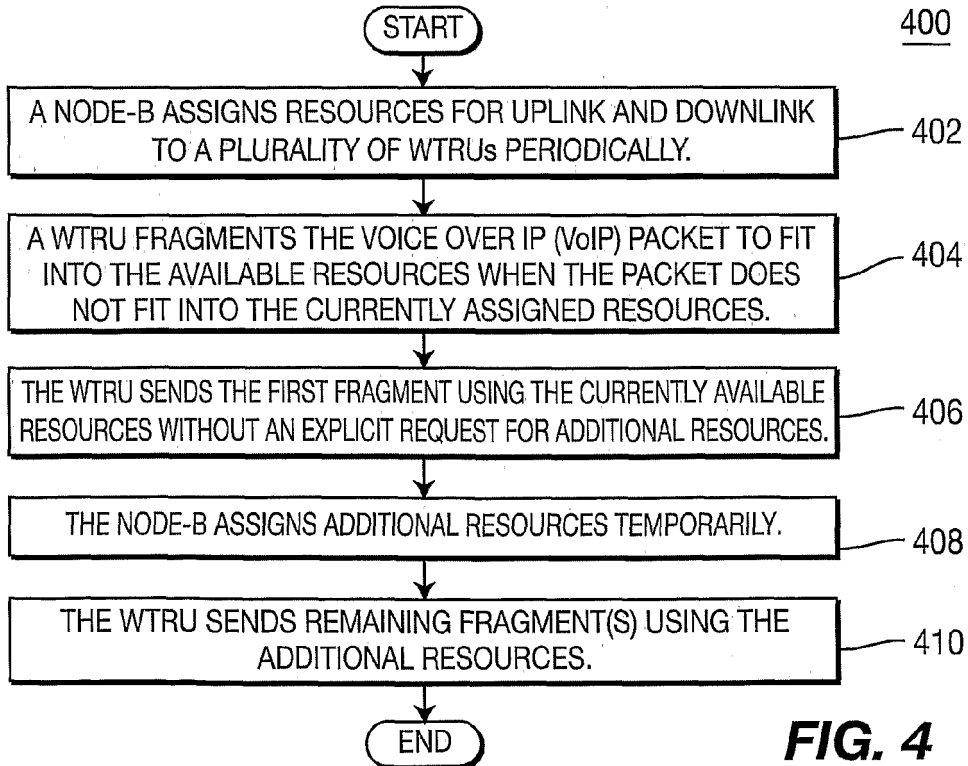 START
400
A NODE-B ASSIGNS RESOURCES FOR UPLINK AND DOWNLINK
TO A PLURALITY OF WTRUs PERIODICALLY.
402
A WTRU FRAGMENTS THE VOICE OVER IP (VoIP) PACKET TO FIT
INTO THE AVAILABLE RESOURCES WHEN THE PACKET DOES
NOT FIT INTO THE CURRENTLY ASSIGNED RESOURCES.
404
THE WTRU SENDS THE FIRST FRAGMENT USING THE CURRENTLY AVAILABLE
RESOURCES WITHOUT AN EXPLICIT REQUEST FOR ADDITIONAL RESOURCES.
406
THE NODE-B ASSIGNS ADDITIONAL RESOURCES TEMPORARILY.
408
THE WTRU SENDS REMAINING FRAGMENT(S) USING THE
ADDITIONAL RESOURCES.
410
END
FIG. 4